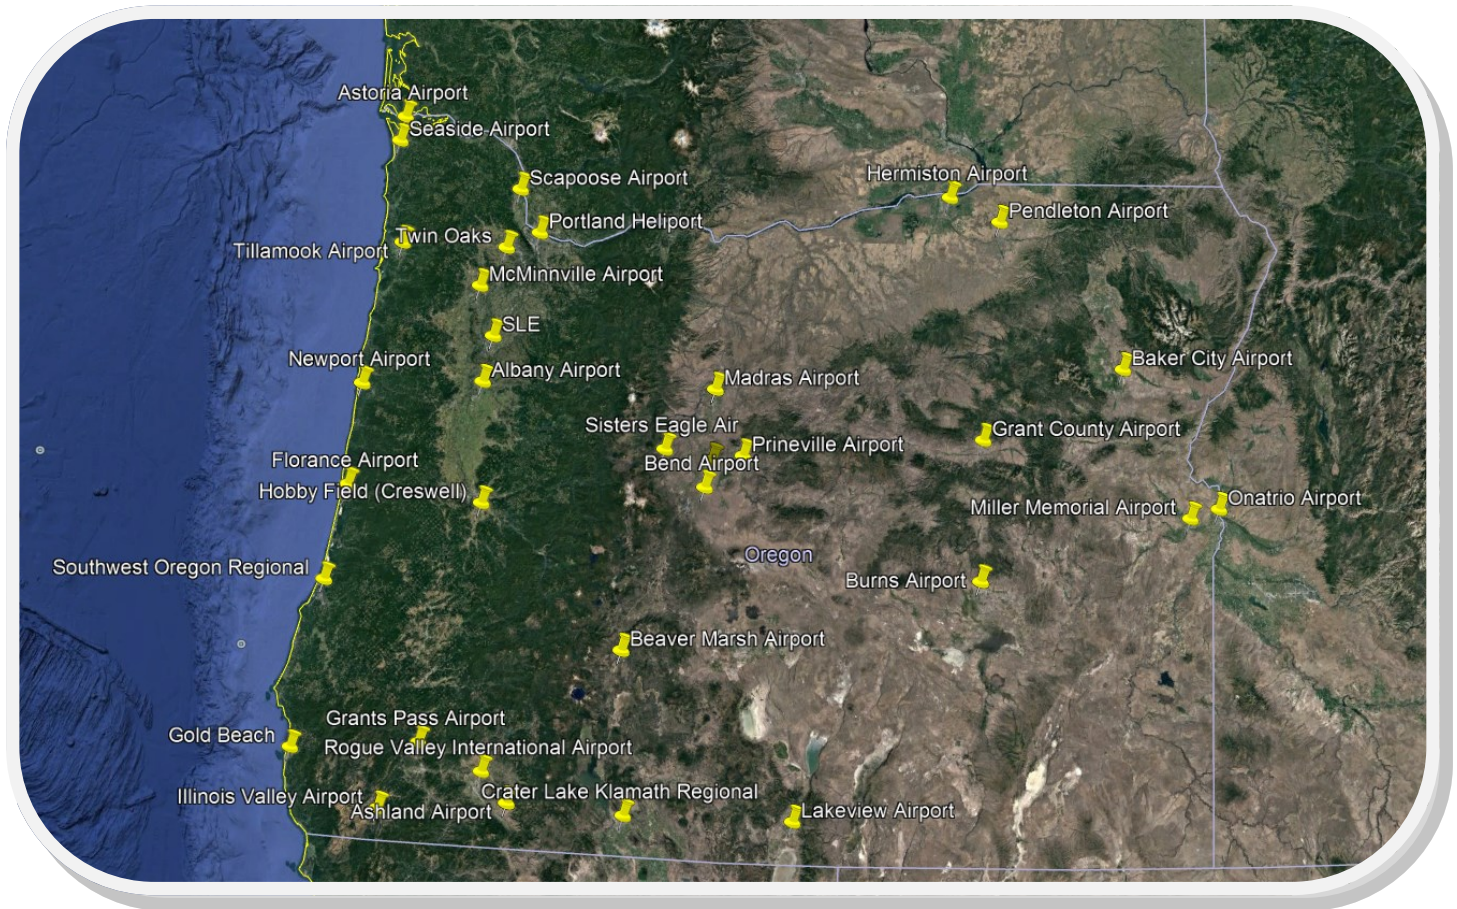 Astoria Airport
Seaside Airport
Scapoose Airport
Hermiston Airport
Pendleton Airport
Portland Heliport
Twin Oaks
Tillamook Airport
McMinnville Airport
SLE
Newport Airport
Albany Airport
Madras Airport
Baker City Airport
Sisters Eagle Air
Grant County Airport
Prineville Airport
Florance Airport
Bend Airport
Hobby Field (Creswell)
Onatrio Airport
Miller Memorial Airport
Oregon
Southwest Oregon Regional
Burns Airport
Beaver Marsh Airport
Grants Pass Airport
Gold Beach
Rogue Valley International Airport
Crater Lake Klamath Regional
Illinois Valley Airport
Ashland Airport
Lakeview Airport